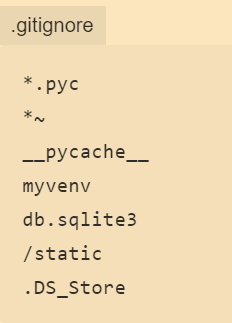 .gitignore
*.pyc
*~
__pycache__
myvenv
db.sqlite3
/static
.DS_Store